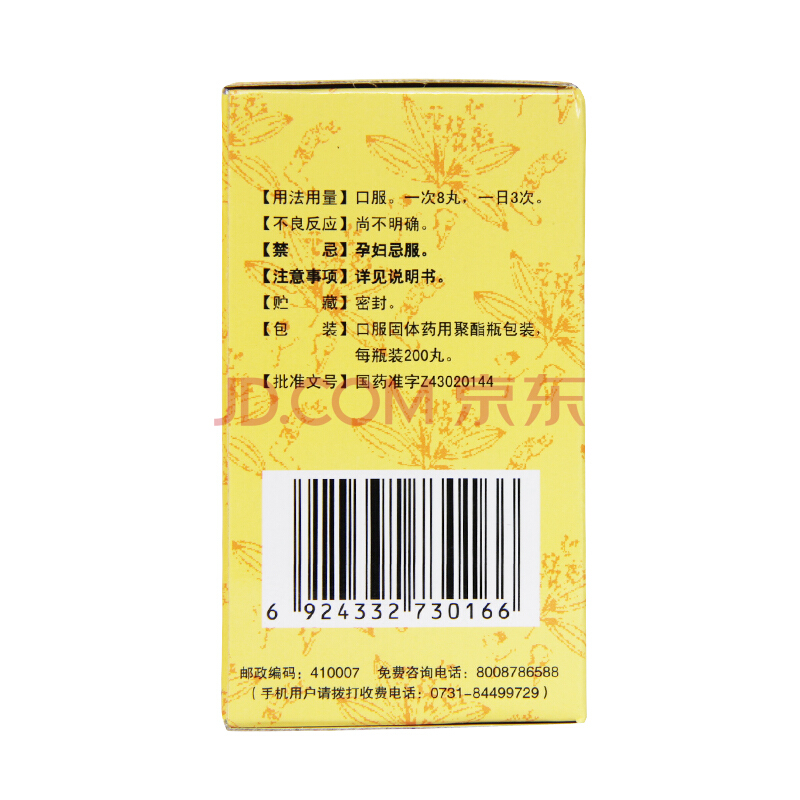 【用法用量】口服。一次8丸，一日3次。
【不良反应】尚不明确。
【禁　　忌】孕妇忌服。
【注意事项】详见说明书。
【贮　　藏】密封。
【包　　装】口服固体药用聚酯瓶包装，
每瓶装200丸。
【批准文号】国药准字Z43020144
JD.COM 京东
6 924332 730166
邮政编码：410007　免费咨询电话：8008786588
（手机用户请拨打收费电话：0731-84499729）